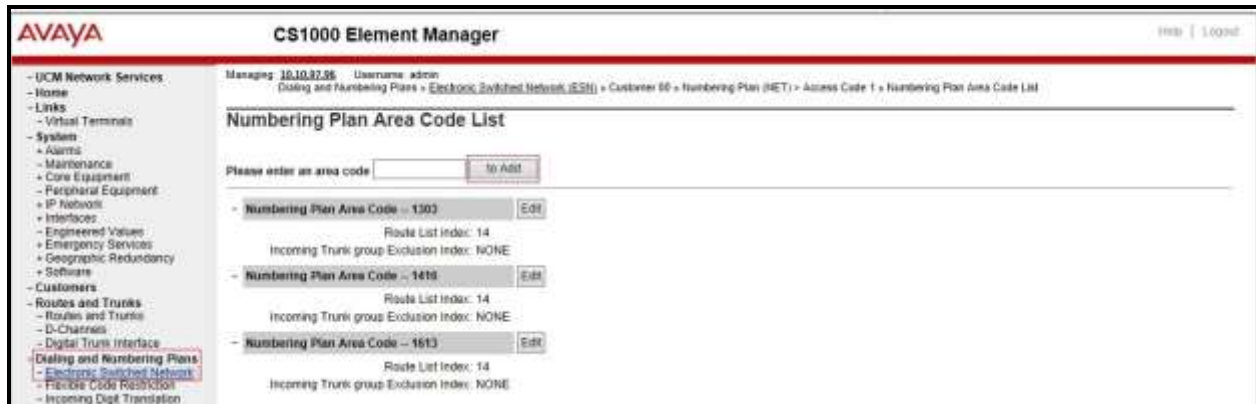 AVAYA
CS1000 Element Manager
Help | Logout
- UCM Network Services
- Home
- Links
- Virtual Terminals
- System
+ Alarms
- Maintenance
+ Core Equipment
- Peripheral Equipment
+ IP Network
+ Interfaces
- Engineered Values
+ Emergency Services
+ Geographic Redundancy
+ Software
- Customers
- Routes and Trunks
- Routes and Trunks
- D-Channels
- Digital Trunk Interface
- Dialing and Numbering Plans
- Electronic Switched Network
- Flexible Code Restriction
- Incoming Digit Translation
Managing: 10.10.97.96 Username: admin
Dialing and Numbering Plans » Electronic Switched Network (ESN) » Customer 00 » Numbering Plan (NET) » Access Code 1 » Numbering Plan Area Code List
Numbering Plan Area Code List
Please enter an area code
to Add
- Numbering Plan Area Code -- 1303 Edit
Route List Index: 14
Incoming Trunk group Exclusion Index: NONE
- Numbering Plan Area Code -- 1416 Edit
Route List Index: 14
Incoming Trunk group Exclusion Index: NONE
- Numbering Plan Area Code -- 1613 Edit
Route List Index: 14
Incoming Trunk group Exclusion Index: NONE